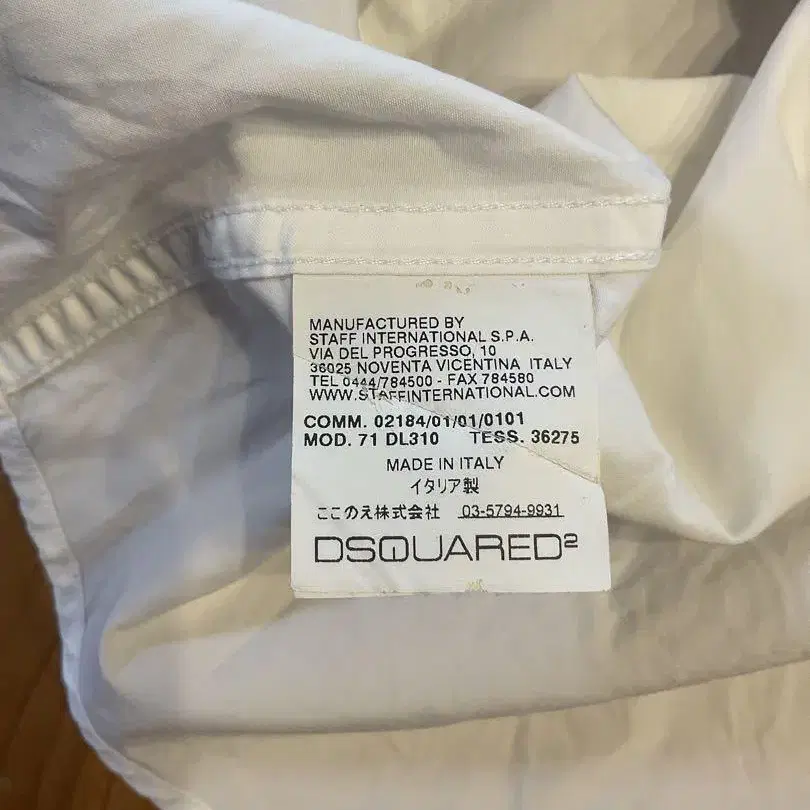 MANUFACTURED BY
STAFF INTERNATIONAL S.P.A.
VIA DEL PROGRESSO, 10
36025 NOVENTA VICENTINA ITALY
TEL 0444/784500 - FAX 784580
WWW.STAFFINTERNATIONAL.COM
COMM. 02184/01/01/0101
MOD. 71 DL310 TESS. 36275
MADE IN ITALY
イタリア製
ここのえ株式会社 03-5794-9931
DSQUARED²